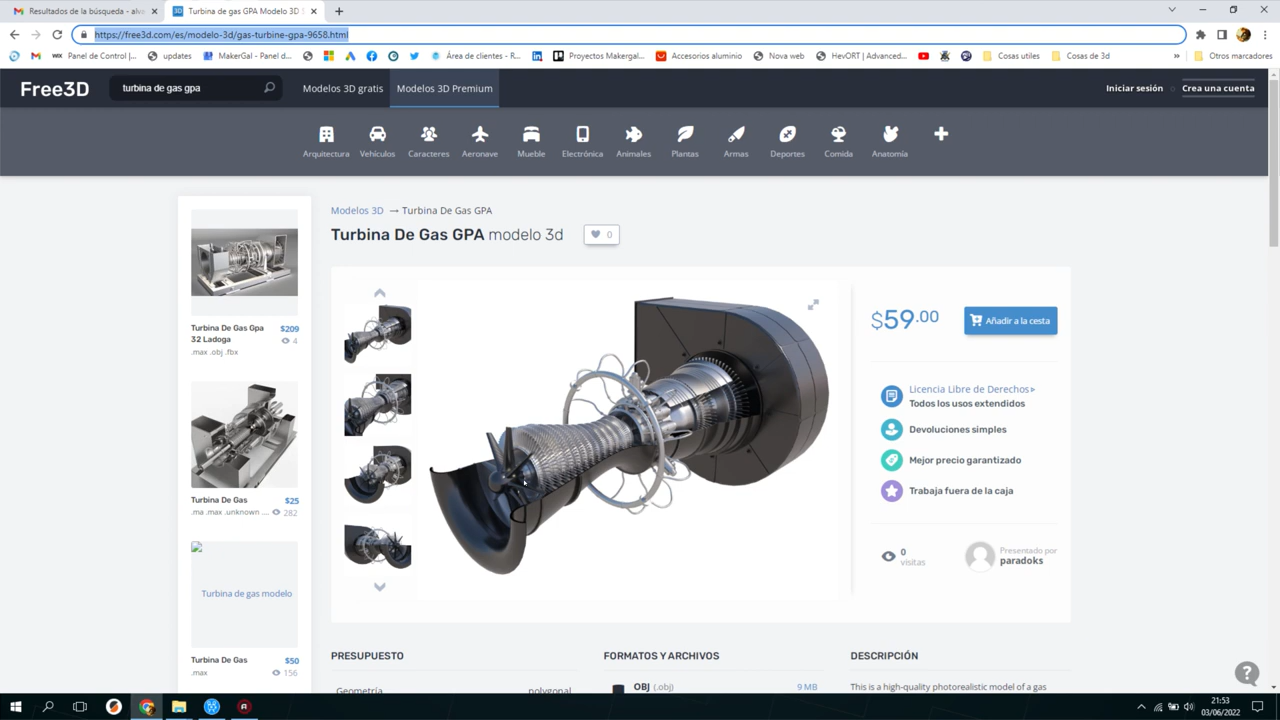 Resultados de la búsqueda - alva
Turbina de gas GPA Modelo 3D
https://free3d.com/es/modelo-3d/gas-turbine-gpa-9658.html
Panel de Control |...
updates
MakerGal - Panel d...
Área de clientes - R...
Proyectos Makergal...
Accesorios aluminio
Nova web
HevORT | Advanced...
Cosas utiles
Cosas de 3d
Otros marcadores
Free3D
turbina de gas gpa
Modelos 3D gratis
Modelos 3D Premium
Iniciar sesión
Crea una cuenta
Arquitectura
Vehículos
Caracteres
Aeronave
Mueble
Electrónica
Animales
Plantas
Armas
Deportes
Comida
Anatomía
Modelos 3D → Turbina De Gas GPA
Turbina De Gas GPA modelo 3d
0
Turbina De Gas Gpa 
32 Ladoga
$209
4
.max .obj .fbx
Turbina De Gas
$25
.ma .max .unknown ....
282
Turbina de gas modelo
Turbina De Gas
$50
.max
156
$59.00
Añadir a la cesta
Licencia Libre de Derechos
Todos los usos extendidos
Devoluciones simples
Mejor precio garantizado
Trabaja fuera de la caja
0
visitas
Presentado por
paradoks
PRESUPUESTO
Geometría
polygonal
FORMATOS Y ARCHIVOS
OBJ (.obj)
9 MB
DESCRIPCIÓN
This is a high-quality photorealistic model of a gas
21:53
03/06/2022